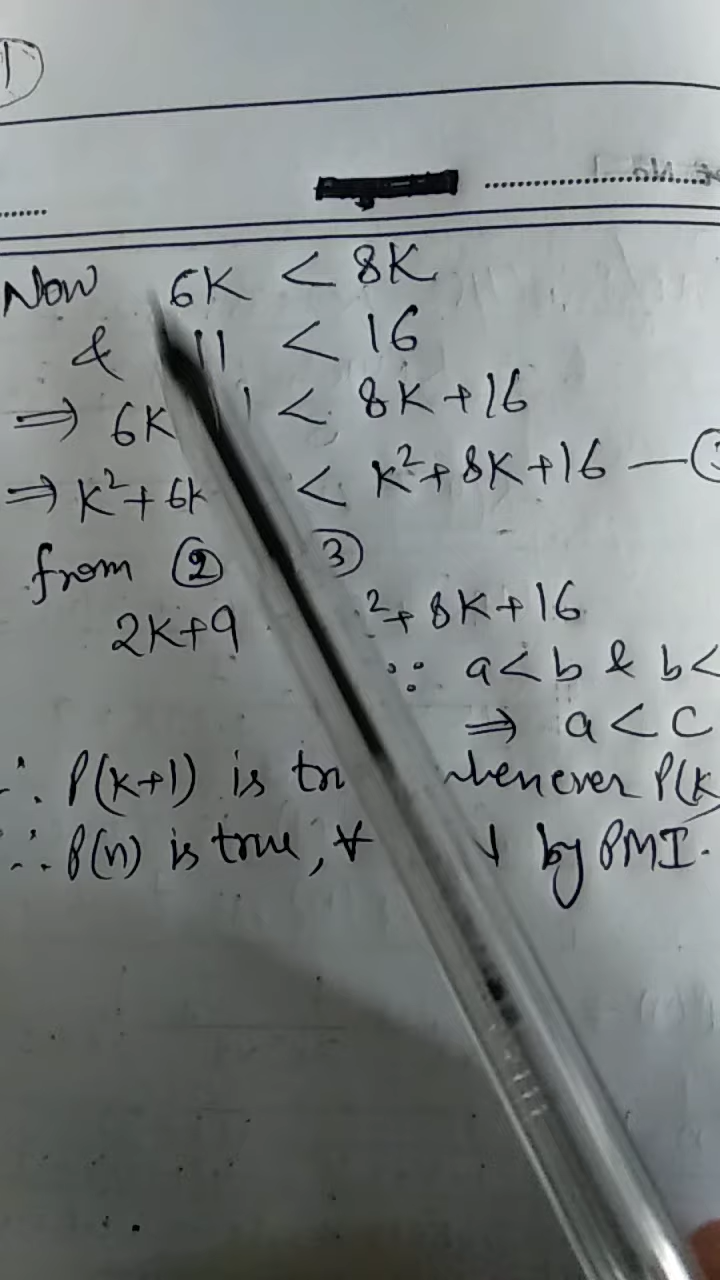 1
Now 6K < 8K
& 11 < 16
⇒ 6K < 8K+16
⇒ K²+6K < K²+8K+16 —
from ② ③
2K+9 ²+8K+16
∵ a<b & b<
⇒ a<c
∴ P(K+1) is whenever P(K
∴ P(n) is true, ∀ by PMI.